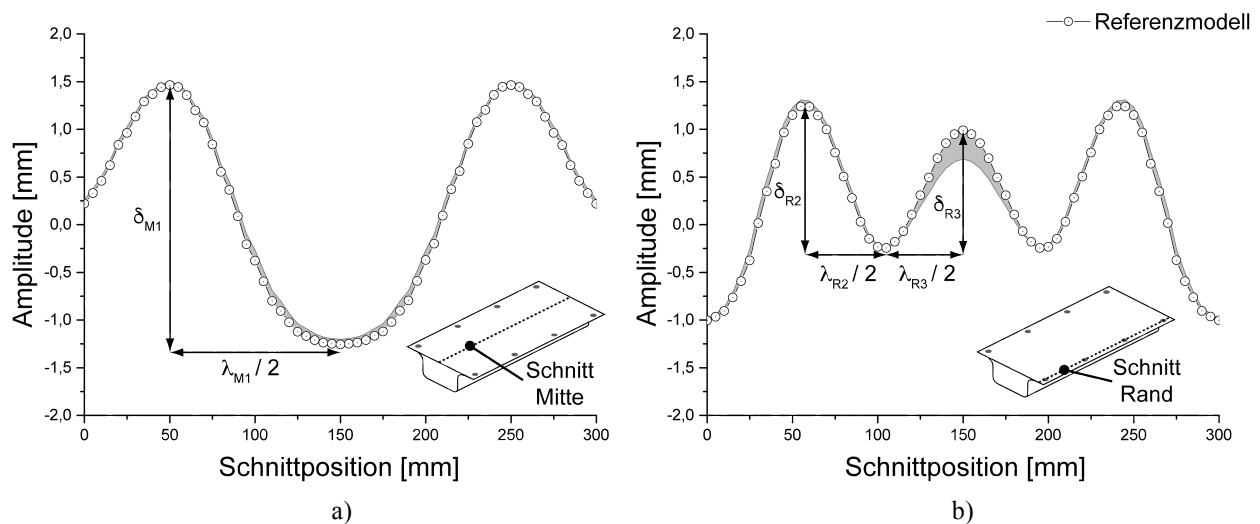 Referenzmodell
Amplitude [mm]
2,0
1,5
1,0
0,5
0,0
-0,5
-1,0
-1,5
-2,0
δM1
λM1 / 2
Schnitt
Mitte
0 50 100 150 200 250 300
Schnittposition [mm]
a)
Amplitude [mm]
2,0
1,5
1,0
0,5
0,0
-0,5
-1,0
-1,5
-2,0
δR2
δR3
λR2 / 2 λR3 / 2
Schnitt
Rand
0 50 100 150 200 250 300
Schnittposition [mm]
b)